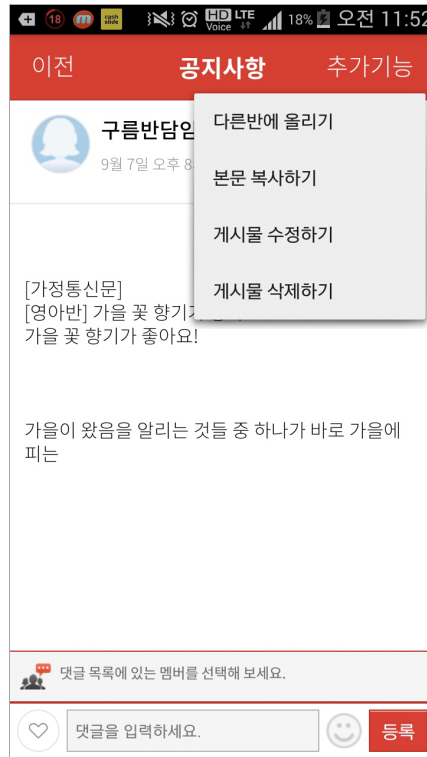 18 cash slide HD Voice LTE 18% 오전 11:52
이전 공지사항 추가기능
구름반담임
9월 7일 오후 8
다른반에 올리기
본문 복사하기
게시물 수정하기
게시물 삭제하기
[가정통신문]
[영아반] 가을 꽃 향기가
가을 꽃 향기가 좋아요!
가을이 왔음을 알리는 것들 중 하나가 바로 가을에
피는
댓글 목록에 있는 멤버를 선택해 보세요.
댓글을 입력하세요.
등록